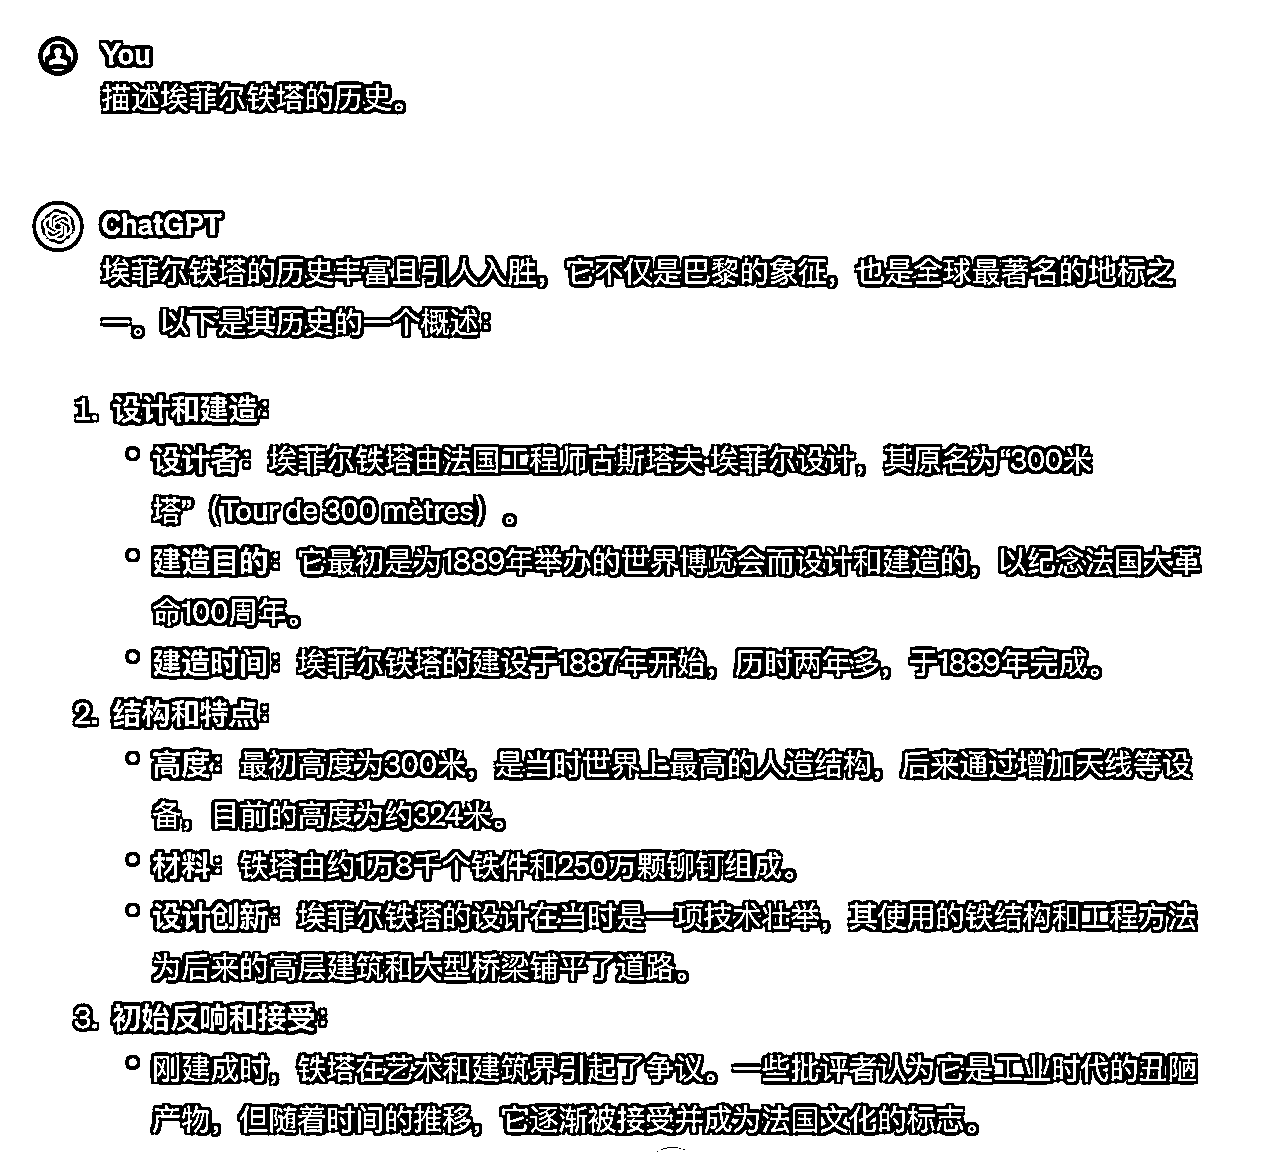 You
描述埃菲尔铁塔的历史。
ChatGPT
埃菲尔铁塔的历史丰富且引人入胜，它不仅是巴黎的象征，也是全球最著名的地标之
一。以下是其历史的一个概述：
1. 设计和建造：
设计者：埃菲尔铁塔由法国工程师古斯塔夫·埃菲尔设计，其原名为“300米
塔”（Tour de 300 mètres）。
建造目的：它最初是为1889年举办的世界博览会而设计和建造的，以纪念法国大革
命100周年。
建造时间：埃菲尔铁塔的建设于1887年开始，历时两年多，于1889年完成。
2. 结构和特点：
高度：最初高度为300米，是当时世界上最高的人造结构，后来通过增加天线等设
备，目前的高度为约324米。
材料：铁塔由约1万8千个铁件和250万颗铆钉组成。
设计创新：埃菲尔铁塔的设计在当时是一项技术壮举，其使用的铁结构和工程方法
为后来的高层建筑和大型桥梁铺平了道路。
3. 初始反响和接受：
刚建成时，铁塔在艺术和建筑界引起了争议。一些批评者认为它是工业时代的丑陋
产物，但随着时间的推移，它逐渐被接受并成为法国文化的标志。